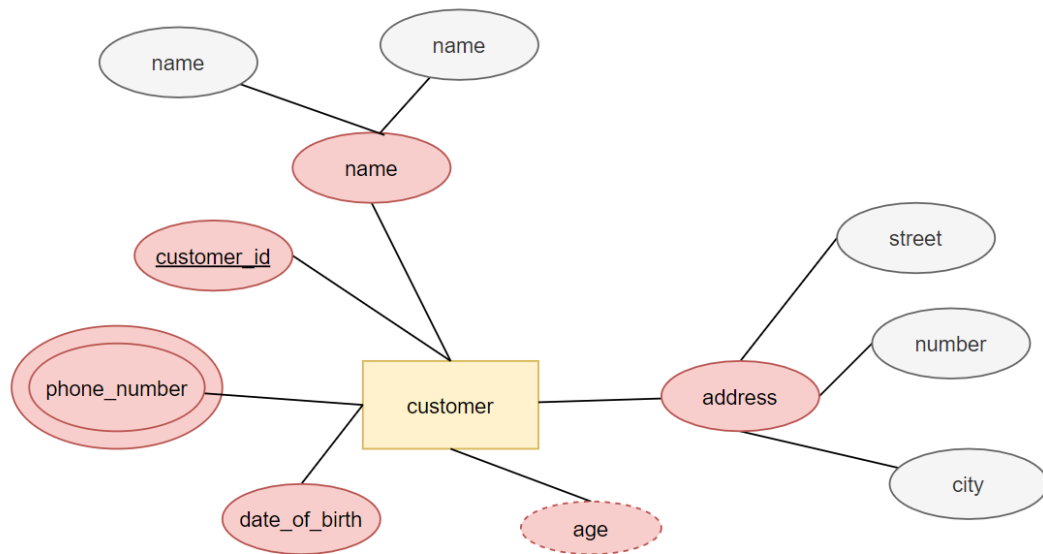 name
name
name
customer_id
street
number
phone_number
customer
address
city
date_of_birth
age